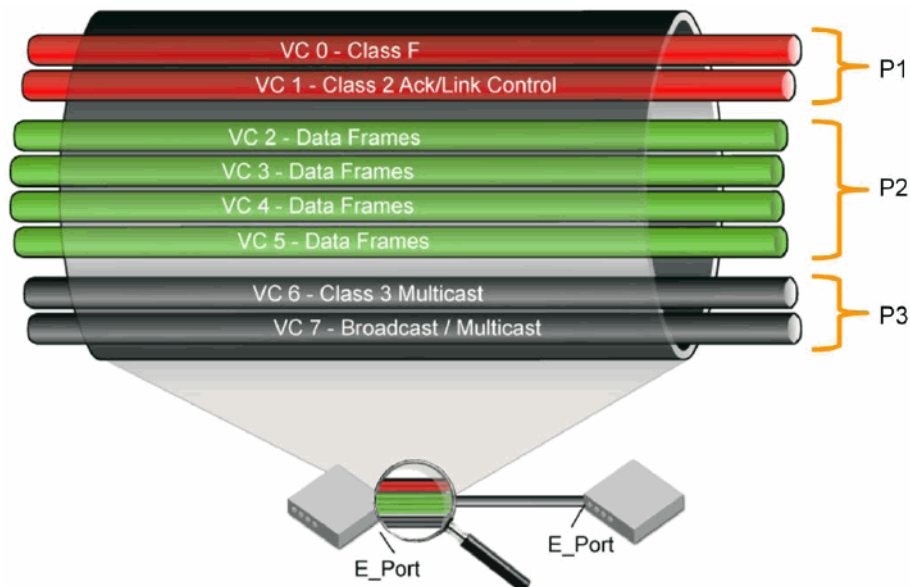 VC 0 - Class F
VC 1 - Class 2 Ack/Link Control
P1
VC 2 - Data Frames
VC 3 - Data Frames
VC 4 - Data Frames
VC 5 - Data Frames
P2
VC 6 - Class 3 Multicast
VC 7 - Broadcast / Multicast
P3
E_Port
E_Port